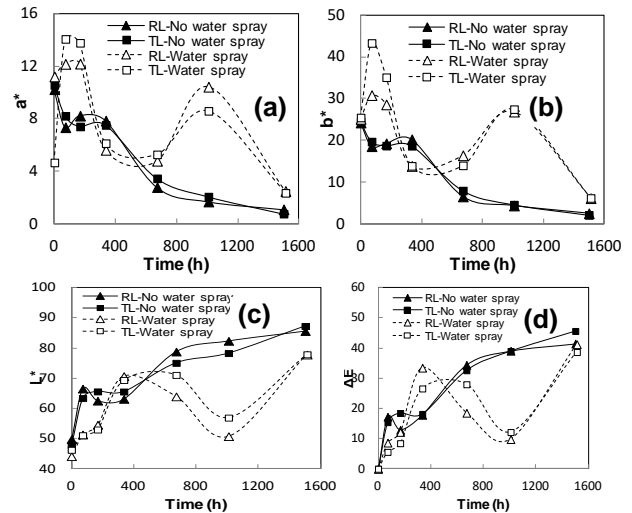 16
12
8
4
0
a*
RL-No water spray
TL-No water spray
RL-Water spray
TL-Water spray
(a)
0 400 800 1200 1600
Time (h)
50
40
30
20
10
0
b*
RL-No water spray
TL-No water spray
RL-Water spray
TL-Water spray
(b)
0 400 800 1200 1600
Time (h)
100
90
80
70
60
50
40
L*
RL-No water spray
TL-No water spray
RL-Water spray
TL-Water spray
(c)
0 400 800 1200 1600
Time (h)
60
50
40
30
20
10
0
ΔE
RL-No water spray
TL-No water spray
RL-Water spray
TL-Water spray
(d)
0 400 800 1200 1600
Time (h)